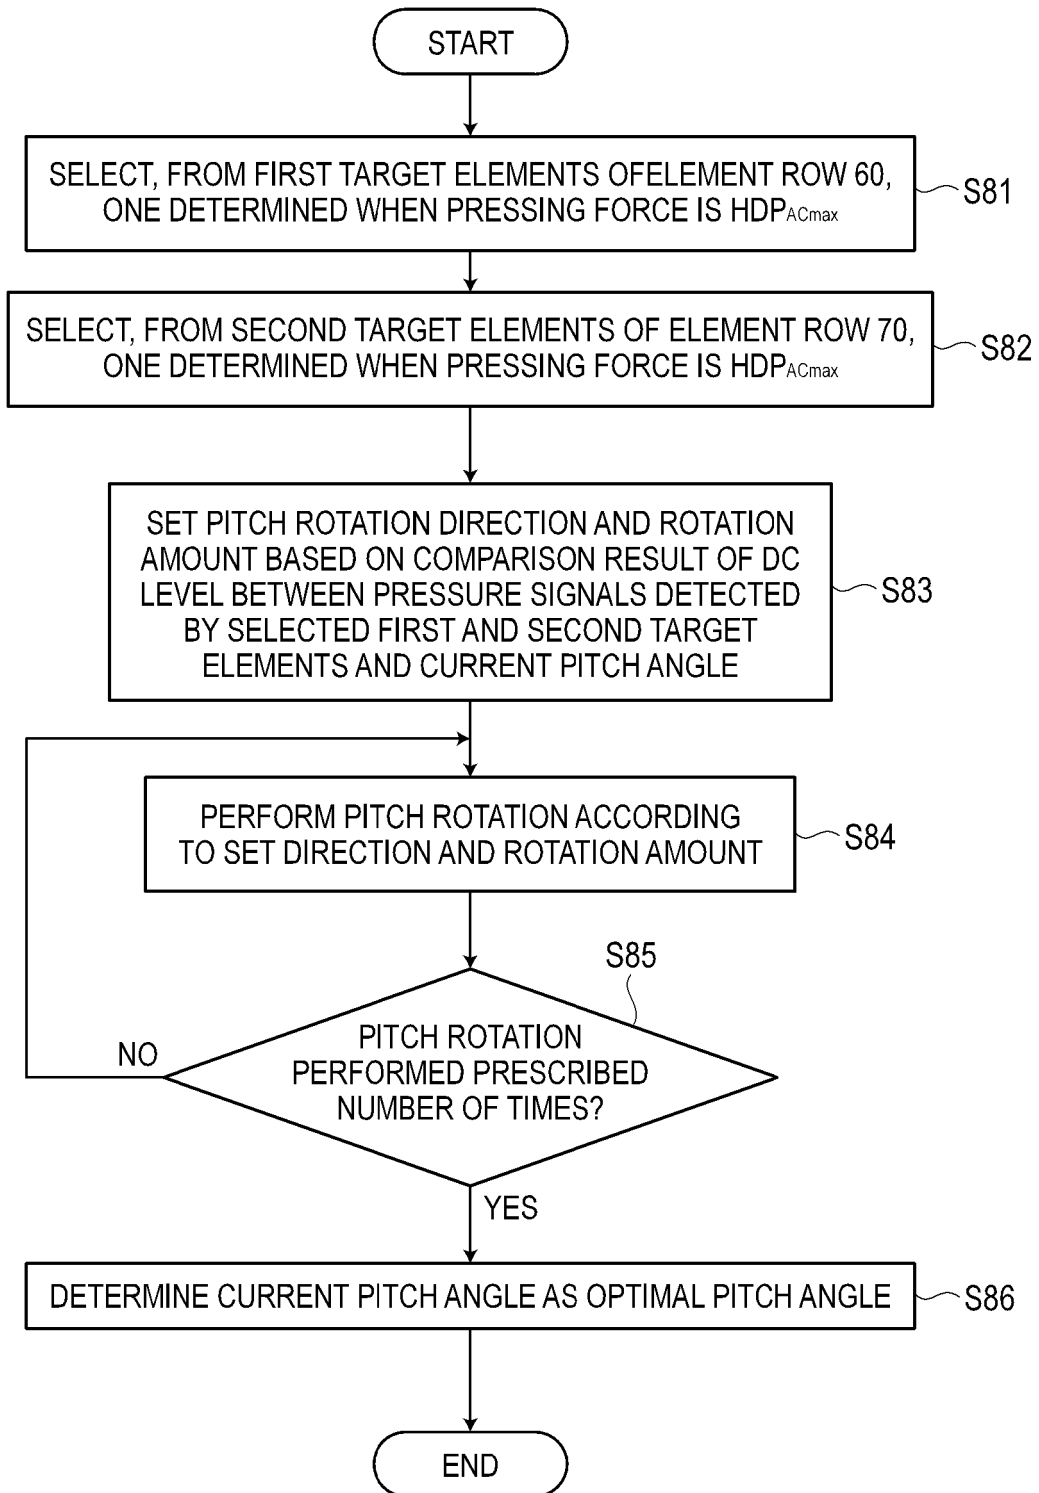 START
SELECT, FROM FIRST TARGET ELEMENTS OFELEMENT ROW 60,
ONE DETERMINED WHEN PRESSING FORCE IS HDPACmax
S81
SELECT, FROM SECOND TARGET ELEMENTS OF ELEMENT ROW 70,
ONE DETERMINED WHEN PRESSING FORCE IS HDPACmax
S82
SET PITCH ROTATION DIRECTION AND ROTATION
AMOUNT BASED ON COMPARISON RESULT OF DC
LEVEL BETWEEN PRESSURE SIGNALS DETECTED
BY SELECTED FIRST AND SECOND TARGET
ELEMENTS AND CURRENT PITCH ANGLE
S83
PERFORM PITCH ROTATION ACCORDING
TO SET DIRECTION AND ROTATION AMOUNT
S84
S85
PITCH ROTATION
PERFORMED PRESCRIBED
NUMBER OF TIMES?
NO
YES
DETERMINE CURRENT PITCH ANGLE AS OPTIMAL PITCH ANGLE
S86
END